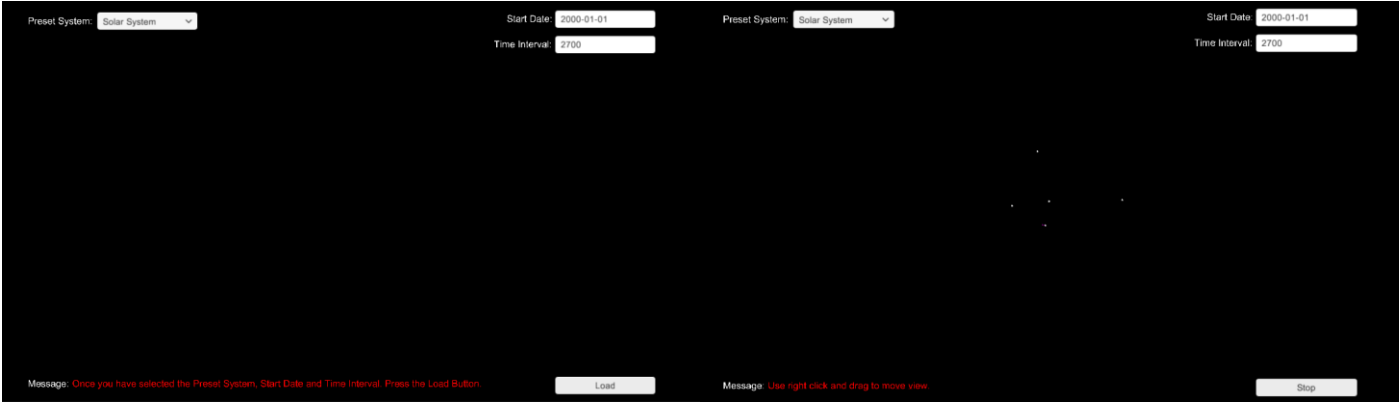 Preset System: Solar System
Start Date: 2000-01-01
Time Interval: 2700
Message: Once you have selected the Preset System, Start Date and Time Interval. Press the Load Button.
Load
Preset System: Solar System
Start Date: 2000-01-01
Time Interval: 2700
Message: Use right click and drag to move view.
Stop